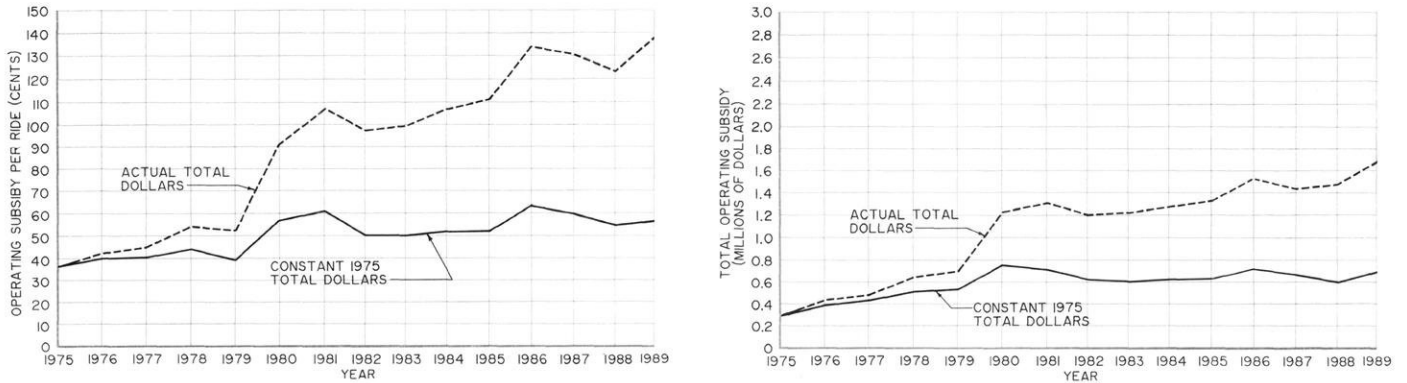 OPERATING SUBSIBY PER RIDE (CENTS)
150
140
130
120
110
100
90
80
70
60
50
40
30
20
10
0
ACTUAL TOTAL
DOLLARS
CONSTANT 1975
TOTAL DOLLARS
1975 1976 1977 1978 1979 1980 1981 1982 1983 1984 1985 1986 1987 1988 1989
YEAR
TOTAL OPERATING SUBSIDY
(MILLIONS OF DOLLARS)
3.0
2.8
2.6
2.4
2.2
2.0
1.8
1.6
1.4
1.2
1.0
0.8
0.6
0.4
0.2
0
ACTUAL TOTAL
DOLLARS
CONSTANT 1975
TOTAL DOLLARS
1975 1976 1977 1978 1979 1980 1981 1982 1983 1984 1985 1986 1987 1988 1989
YEAR